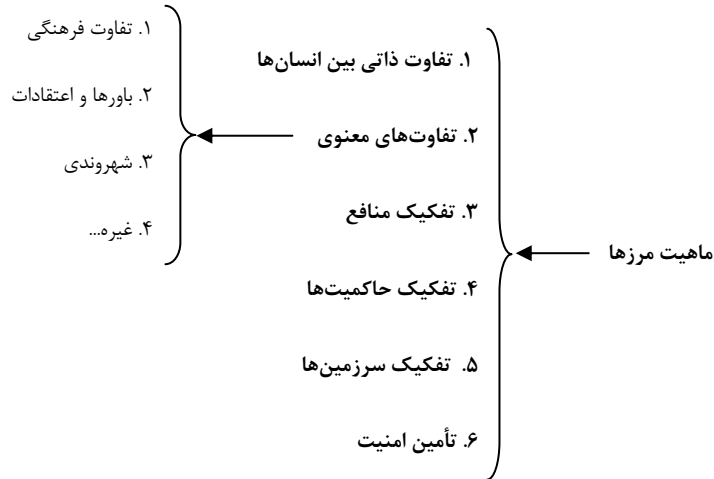 ماهیت مرزها
۱. تفاوت ذاتی بین انسان‌ها
۲. تفاوت‌های معنوی
۳. تفکیک منافع
۴. تفکیک حاکمیت‌ها
۵. تفکیک سرزمین‌ها
۶. تأمین امنیت
۱. تفاوت فرهنگی
۲. باورها و اعتقادات
۳. شهروندی
۴. غیره...